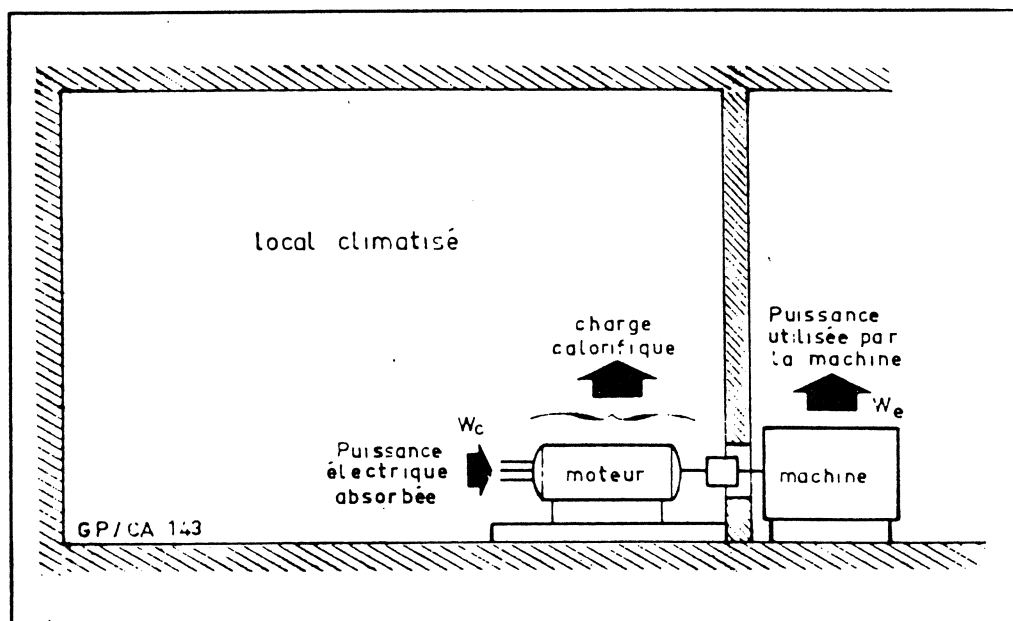 local climatisé
charge
calorifique
Puissance
utilisée par
la machine
We
Wc
Puissance
électrique
absorbée
moteur
machine
GP/CA 143